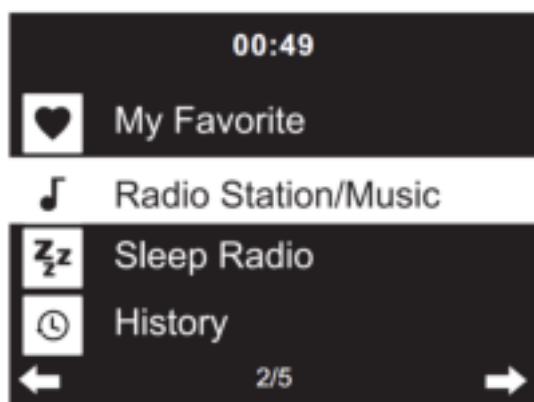 00:49
My Favorite
Radio Station/Music
Sleep Radio
History
2/5